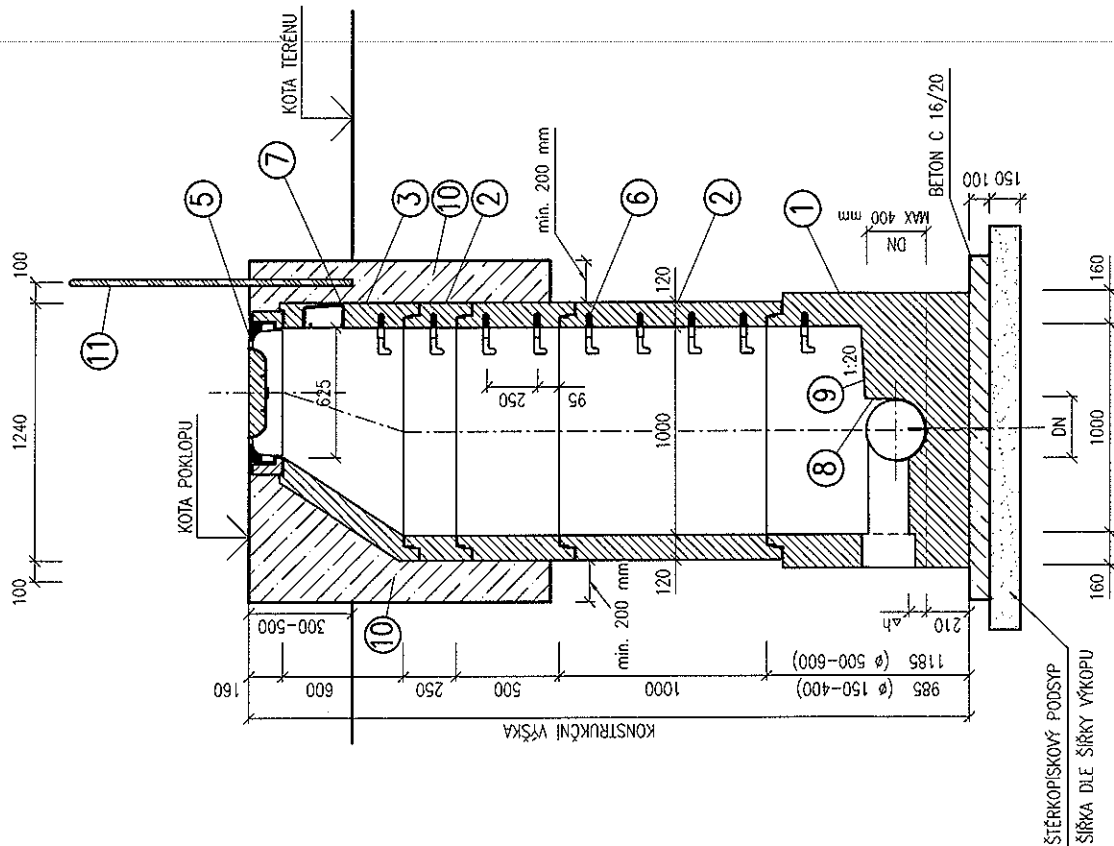 100
1240
100
11
5
KOTA POKLOPU
KOTA TERÉNU
7
3
10
2
625
min. 200 mm
250
95
6
120
1000
120
min. 200 mm
2
10
1
MAX 400 mm
DN
9
1:20
8
BETON C 16/20
100
150
DN
160
1000
160
300-500
160
600
250
500
1000
985 (ø 150-400)
1185 (ø 500-600)
Δh
210
KONSTRUKČNÍ VÝŠKA
ŠTĚRKOPÍSKOVÝ PODSYP
ŠÍŘKA DLE ŠÍŘKY VÝKOPU